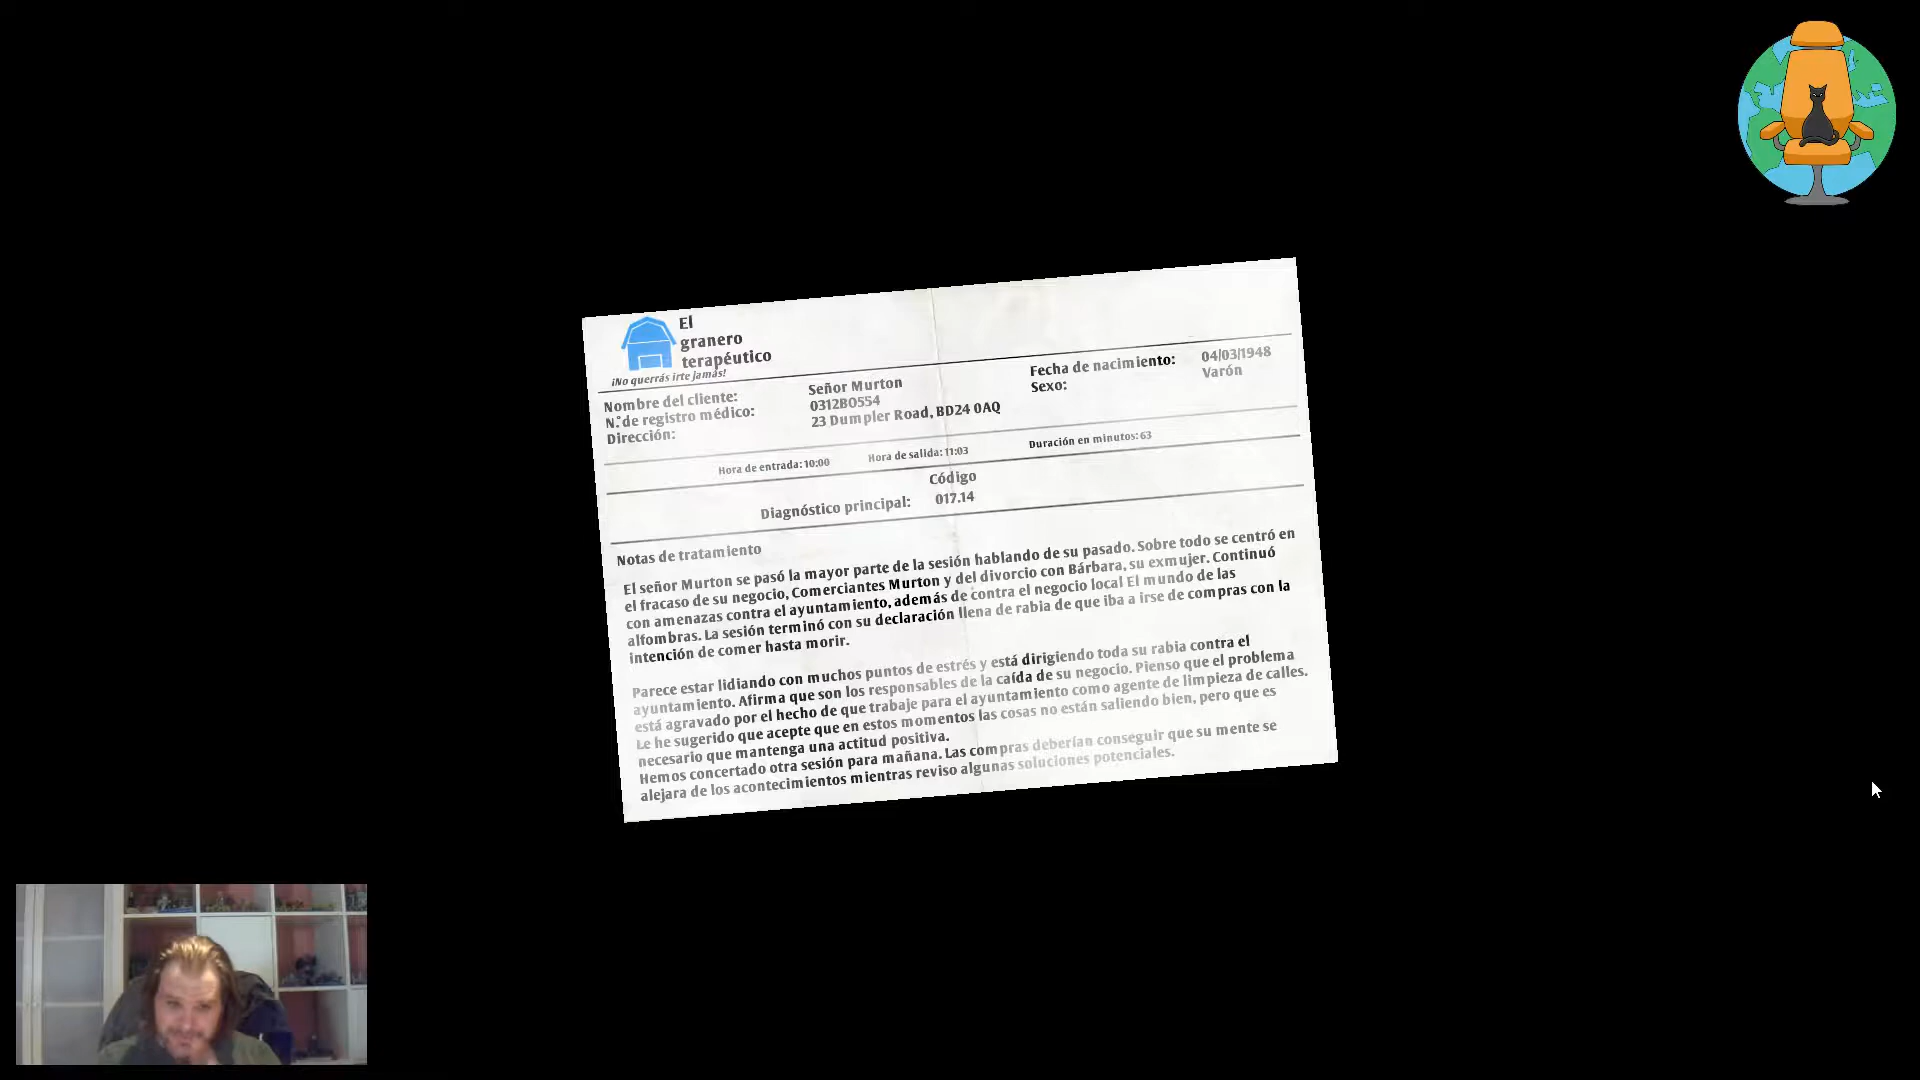 El
granero
terapéutico
¡No querrás irte jamás!
Nombre del cliente: Señor Murton
N.º de registro médico: 0312B0554
Dirección: 23 Dumpler Road, BD24 0AQ
Fecha de nacimiento: 04/03/1948
Sexo: Varón
Hora de entrada: 10:00 Hora de salida: 11:03 Duración en minutos: 63
Código
Diagnóstico principal: 017.14
Notas de tratamiento
El señor Murton se pasó la mayor parte de la sesión hablando de su pasado. Sobre todo se centró en
el fracaso de su negocio, Comerciantes Murton y del divorcio con Bárbara, su exmujer. Continuó
con amenazas contra el ayuntamiento, además de contra el negocio local El mundo de las
alfombras. La sesión terminó con su declaración llena de rabia de que iba a irse de compras con la
intención de comer hasta morir.
Parece estar lidiando con muchos puntos de estrés y está dirigiendo toda su rabia contra el
ayuntamiento. Afirma que son los responsables de la caída de su negocio. Pienso que el problema
está agravado por el hecho de que trabaje para el ayuntamiento como agente de limpieza de calles.
Le he sugerido que acepte que en estos momentos las cosas no están saliendo bien, pero que es
necesario que mantenga una actitud positiva.
Hemos concertado otra sesión para mañana. Las compras deberían conseguir que su mente se
alejara de los acontecimientos mientras reviso algunas soluciones potenciales.